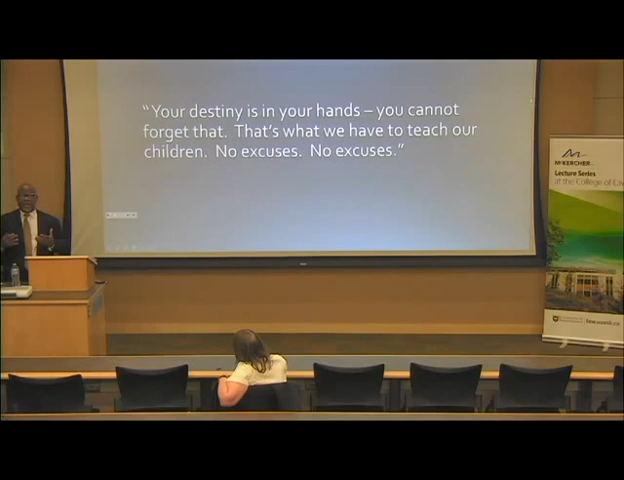 "Your destiny is in your hands – you cannot
forget that.  That's what we have to teach our
children.  No excuses.  No excuses."
McKERCHER
Lecture Series
at the College of Law